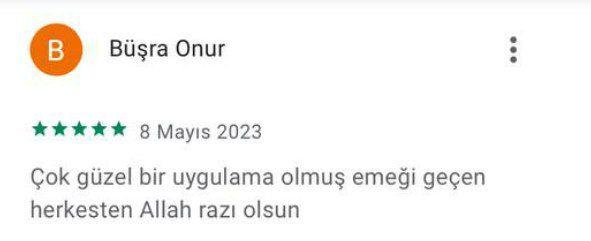 B
Büşra Onur
8 Mayıs 2023
Çok güzel bir uygulama olmuş emeği geçen
herkesten Allah razı olsun